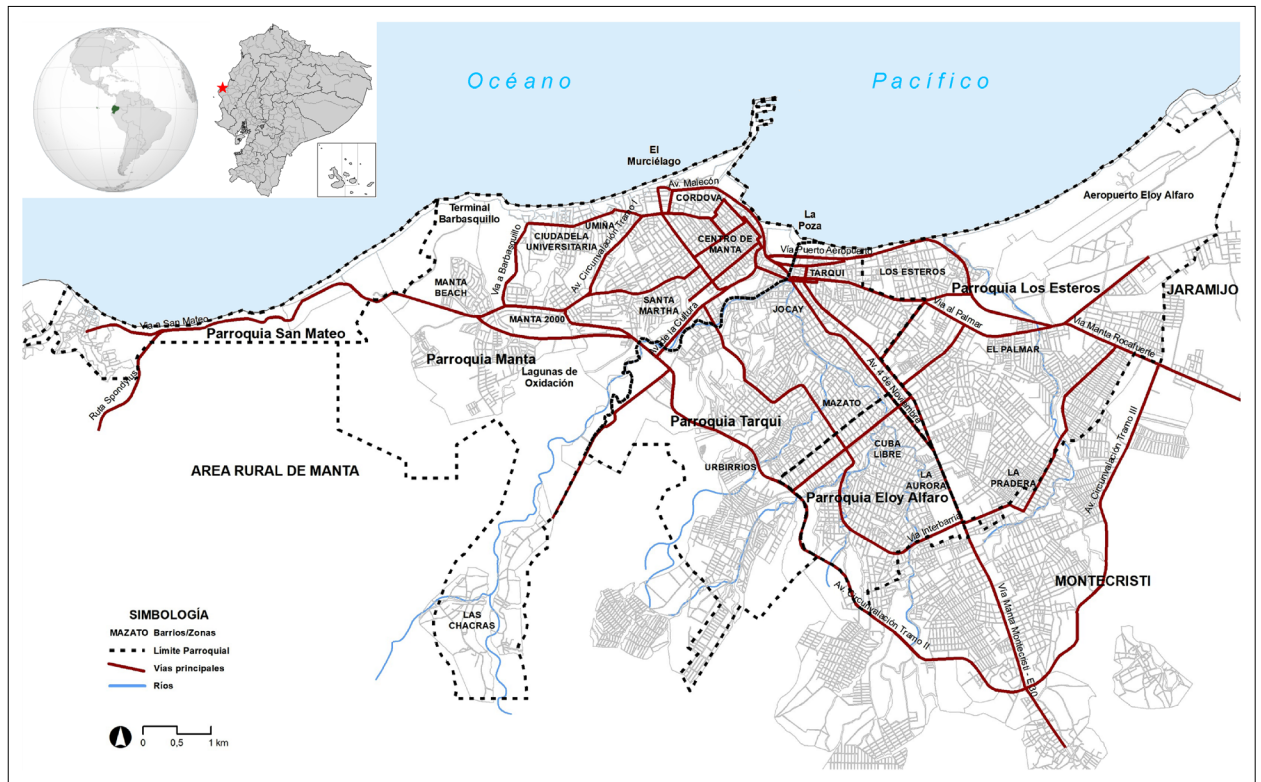 Océano
Pacífico
El
Murciélago
Av. Malecón
CORDOVA
Terminal
Barbasquillo
UMIÑA
CIUDADELA
UNIVERSITARIA
Av. Circunvalación Tramo I
Vía a Barbasquillo
CENTRO DE
MANTA
La
Poza
Vía Puerto Aeropuerto
TARQUI
LOS ESTEROS
Aeropuerto Eloy Alfaro
Parroquia Los Esteros
JARAMIJO
MANTA
BEACH
MANTA 2000
SANTA
MARTHA
JOCAY
Vía al Palmar
Vía Manta Rocafuerte
EL PALMAR
Vía a San Mateo
Parroquia San Mateo
Ruta Spondylus
Parroquia Manta
Lagunas de
Oxidación
Av. de la Cultura
Av. 4 de Noviembre
MAZATO
Parroquia Tarqui
AREA RURAL DE MANTA
URBIRRIOS
CUBA
LIBRE
LA
AURORA
LA
PRADERA
Parroquia Eloy Alfaro
Vía Interbarrial
Av. Circunvalación Tramo III
MONTECRISTI
Av. Circunvalación Tramo II
Vía Manta Montecristi - E30
LAS
CHACRAS
SIMBOLOGÍA
MAZATO Barrios/Zonas
Limite Parroquial
Vías principales
Ríos
0 0,5 1 km